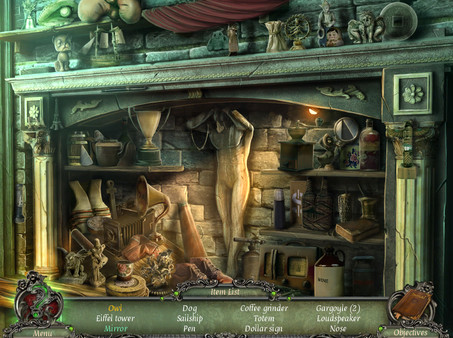 Item List
Owl Dog Coffee grinder Gargoyle (2)
Eiffel tower Sailship Totem Loudspeaker
Mirror Pen Dollar sign Nose
Menu Objectives